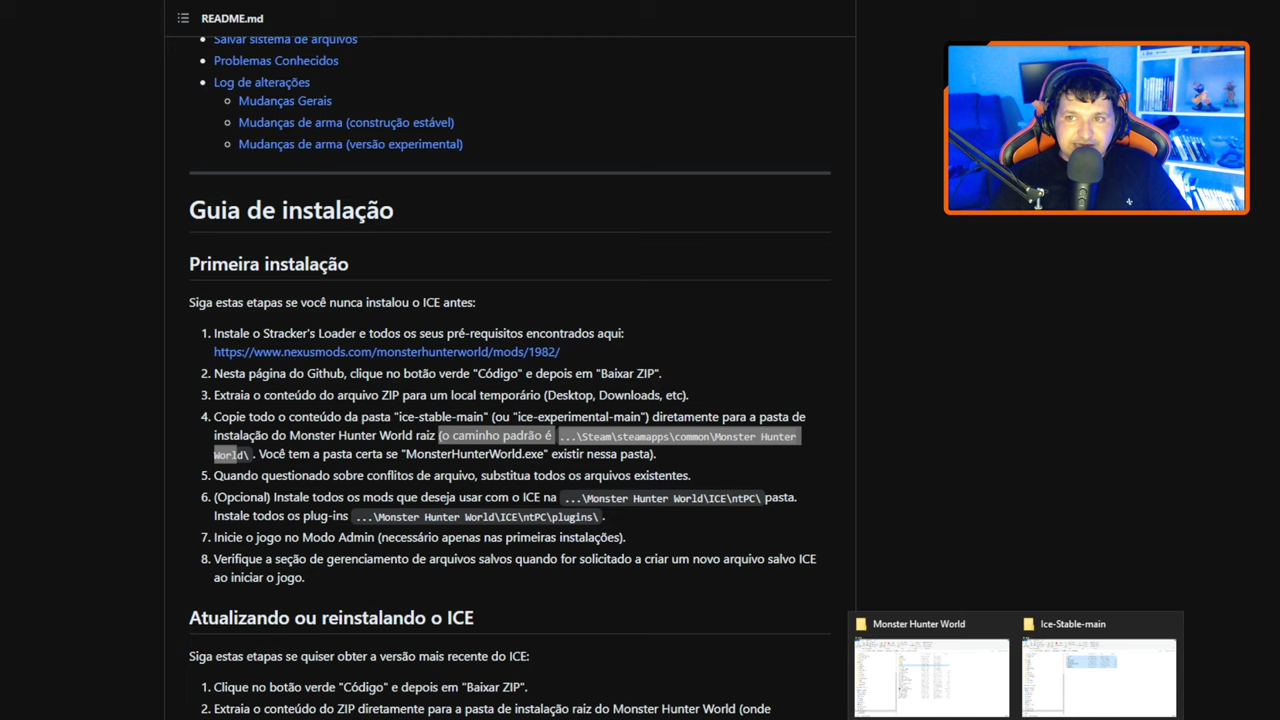 README.md
Salvar sistema de arquivos
Problemas Conhecidos
Log de alterações
Mudanças Gerais
Mudanças de arma (construção estável)
Mudanças de arma (versão experimental)
Guia de instalação
Primeira instalação
Siga estas etapas se você nunca instalou o ICE antes:
1. Instale o Stracker's Loader e todos os seus pré-requisitos encontrados aqui:
https://www.nexusmods.com/monsterhunterworld/mods/1982/
2. Nesta página do Github, clique no botão verde "Código" e depois em "Baixar ZIP".
3. Extraia o conteúdo do arquivo ZIP para um local temporário (Desktop, Downloads, etc).
4. Copie todo o conteúdo da pasta "ice-stable-main" (ou "ice-experimental-main") diretamente para a pasta de
instalação do Monster Hunter World raiz (o caminho padrão é ...\Steam\steamapps\common\Monster Hunter
World\ . Você tem a pasta certa se "MonsterHunterWorld.exe" existir nessa pasta).
5. Quando questionado sobre conflitos de arquivo, substitua todos os arquivos existentes.
6. (Opcional) Instale todos os mods que deseja usar com o ICE na ...\Monster Hunter World\ICE\ntPC\ pasta.
Instale todos os plug-ins ...\Monster Hunter World\ICE\ntPC\plugins\ .
7. Inicie o jogo no Modo Admin (necessário apenas nas primeiras instalações).
8. Verifique a seção de gerenciamento de arquivos salvos quando for solicitado a criar um novo arquivo salvo ICE
ao iniciar o jogo.
Atualizando ou reinstalando o ICE
Monster Hunter World
Ice-Stable-main
Siga estas etapas se quiser a versão mais recente do ICE:
1. Clique no botão verde "Código" e depois em "Baixar ZIP".
2. Extraia o conteúdo de ZIP diretamente para a pasta de instalação raiz do Monster Hunter World (onde